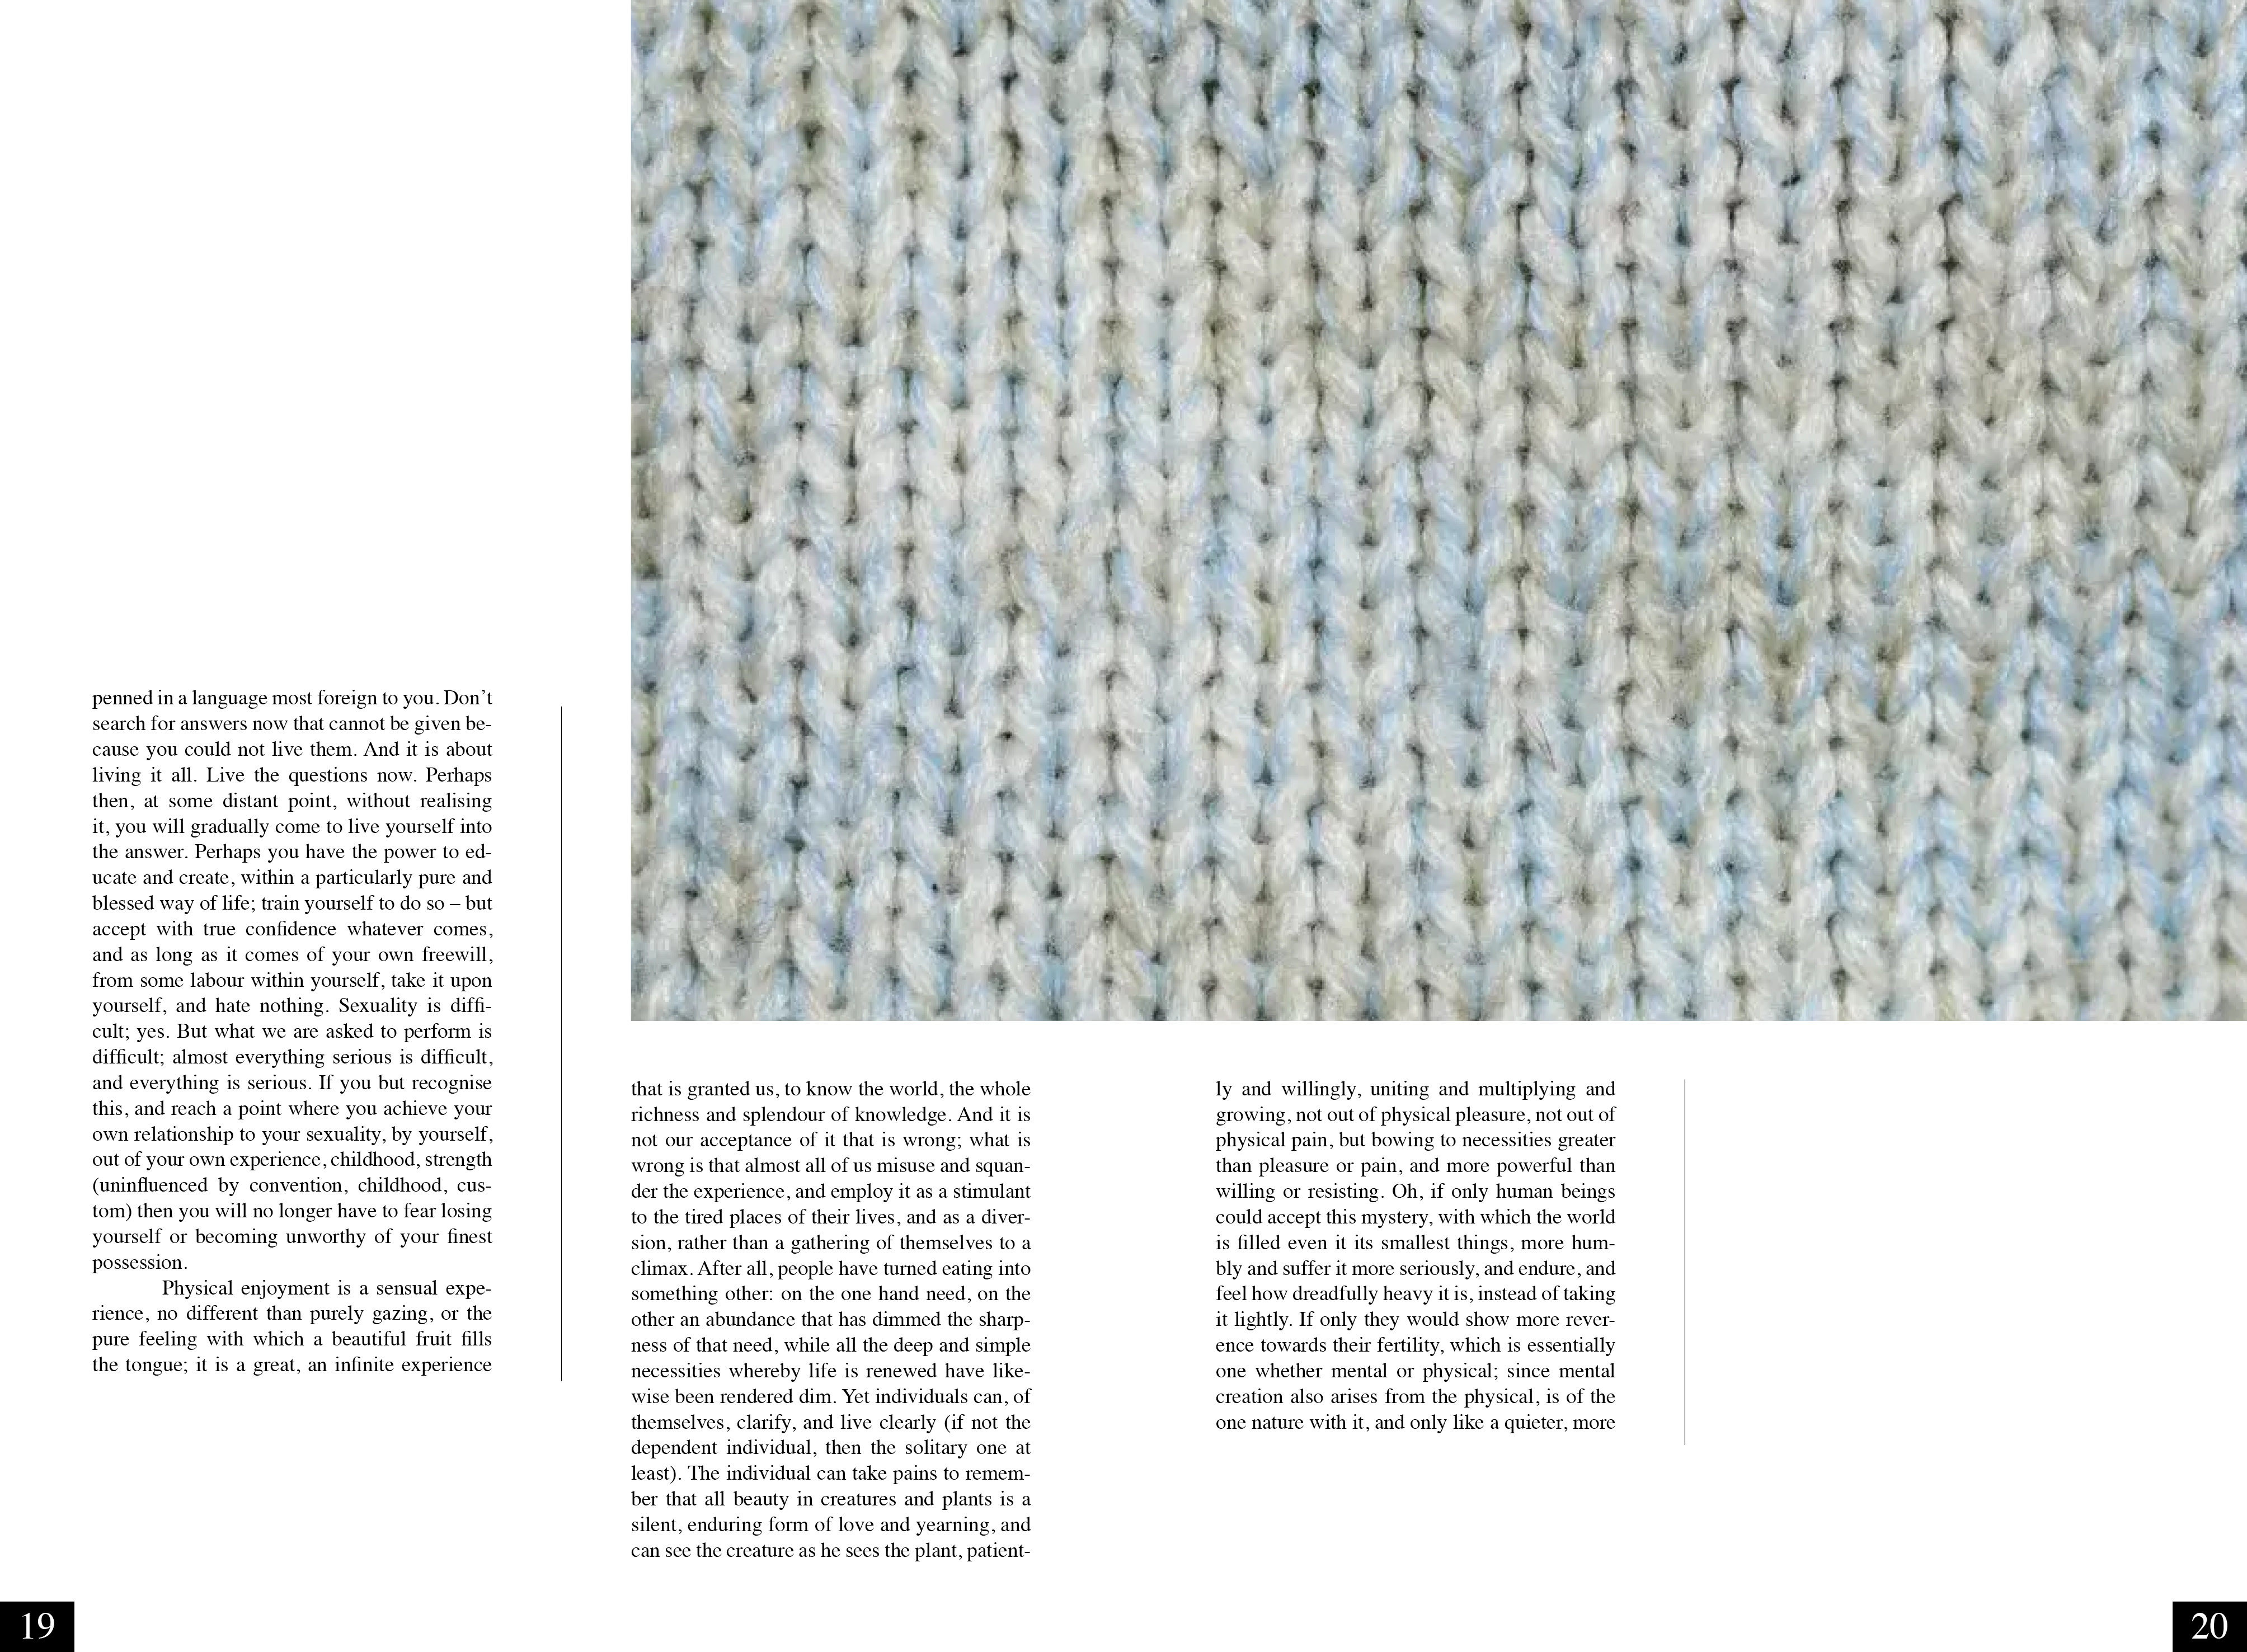 penned in a language most foreign to you. Don’t
search for answers now that cannot be given be-
cause you could not live them. And it is about
living it all. Live the questions now. Perhaps
then, at some distant point, without realising
it, you will gradually come to live yourself into
the answer. Perhaps you have the power to ed-
ucate and create, within a particularly pure and
blessed way of life; train yourself to do so – but
accept with true confidence whatever comes,
and as long as it comes of your own freewill,
from some labour within yourself, take it upon
yourself, and hate nothing. Sexuality is diffi-
cult; yes. But what we are asked to perform is
difficult; almost everything serious is difficult,
and everything is serious. If you but recognise
this, and reach a point where you achieve your
own relationship to your sexuality, by yourself,
out of your own experience, childhood, strength
(uninfluenced by convention, childhood, cus-
tom) then you will no longer have to fear losing
yourself or becoming unworthy of your finest
possession.
Physical enjoyment is a sensual expe-
rience, no different than purely gazing, or the
pure feeling with which a beautiful fruit fills
the tongue; it is a great, an infinite experience
that is granted us, to know the world, the whole
richness and splendour of knowledge. And it is
not our acceptance of it that is wrong; what is
wrong is that almost all of us misuse and squan-
der the experience, and employ it as a stimulant
to the tired places of their lives, and as a diver-
sion, rather than a gathering of themselves to a
climax. After all, people have turned eating into
something other: on the one hand need, on the
other an abundance that has dimmed the sharp-
ness of that need, while all the deep and simple
necessities whereby life is renewed have like-
wise been rendered dim. Yet individuals can, of
themselves, clarify, and live clearly (if not the
dependent individual, then the solitary one at
least). The individual can take pains to remem-
ber that all beauty in creatures and plants is a
silent, enduring form of love and yearning, and
can see the creature as he sees the plant, patient-
ly and willingly, uniting and multiplying and
growing, not out of physical pleasure, not out of
physical pain, but bowing to necessities greater
than pleasure or pain, and more powerful than
willing or resisting. Oh, if only human beings
could accept this mystery, with which the world
is filled even it its smallest things, more hum-
bly and suffer it more seriously, and endure, and
feel how dreadfully heavy it is, instead of taking
it lightly. If only they would show more rever-
ence towards their fertility, which is essentially
one whether mental or physical; since mental
creation also arises from the physical, is of the
one nature with it, and only like a quieter, more
19
20